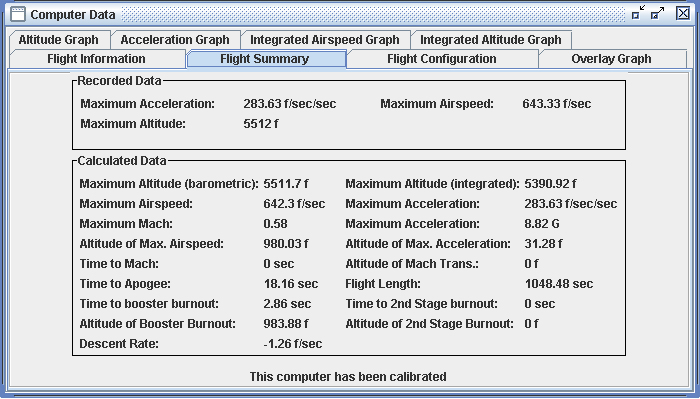 Computer Data
Altitude Graph Acceleration Graph Integrated Airspeed Graph Integrated Altitude Graph
Flight Information Flight Summary Flight Configuration Overlay Graph
Recorded Data
Maximum Acceleration: 283.63 f/sec/sec Maximum Airspeed: 643.33 f/sec
Maximum Altitude: 5512 f
Calculated Data
Maximum Altitude (barometric): 5511.7 f Maximum Altitude (integrated): 5390.92 f
Maximum Airspeed: 642.3 f/sec Maximum Acceleration: 283.63 f/sec/sec
Maximum Mach: 0.58 Maximum Acceleration: 8.82 G
Altitude of Max. Airspeed: 980.03 f Altitude of Max. Acceleration: 31.28 f
Time to Mach: 0 sec Altitude of Mach Trans.: 0 f
Time to Apogee: 18.16 sec Flight Length: 1048.48 sec
Time to booster burnout: 2.86 sec Time to 2nd Stage burnout: 0 sec
Altitude of Booster Burnout: 983.88 f Altitude of 2nd Stage Burnout: 0 f
Descent Rate: -1.26 f/sec
This computer has been calibrated